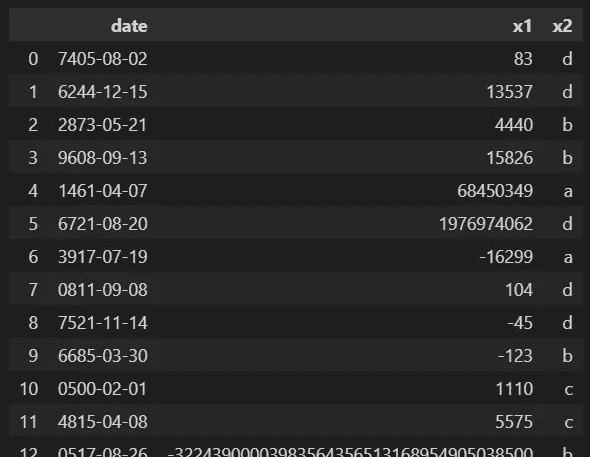 date x1 x2
0 7405-08-02 83 d
1 6244-12-15 13537 d
2 2873-05-21 4440 b
3 9608-09-13 15826 b
4 1461-04-07 68450349 a
5 6721-08-20 1976974062 d
6 3917-07-19 -16299 a
7 0811-09-08 104 d
8 7521-11-14 -45 d
9 6685-03-30 -123 b
10 0500-02-01 1110 c
11 4815-04-08 5575 c
12 0517-08-26 -32243900003983564356513168954905038500 b